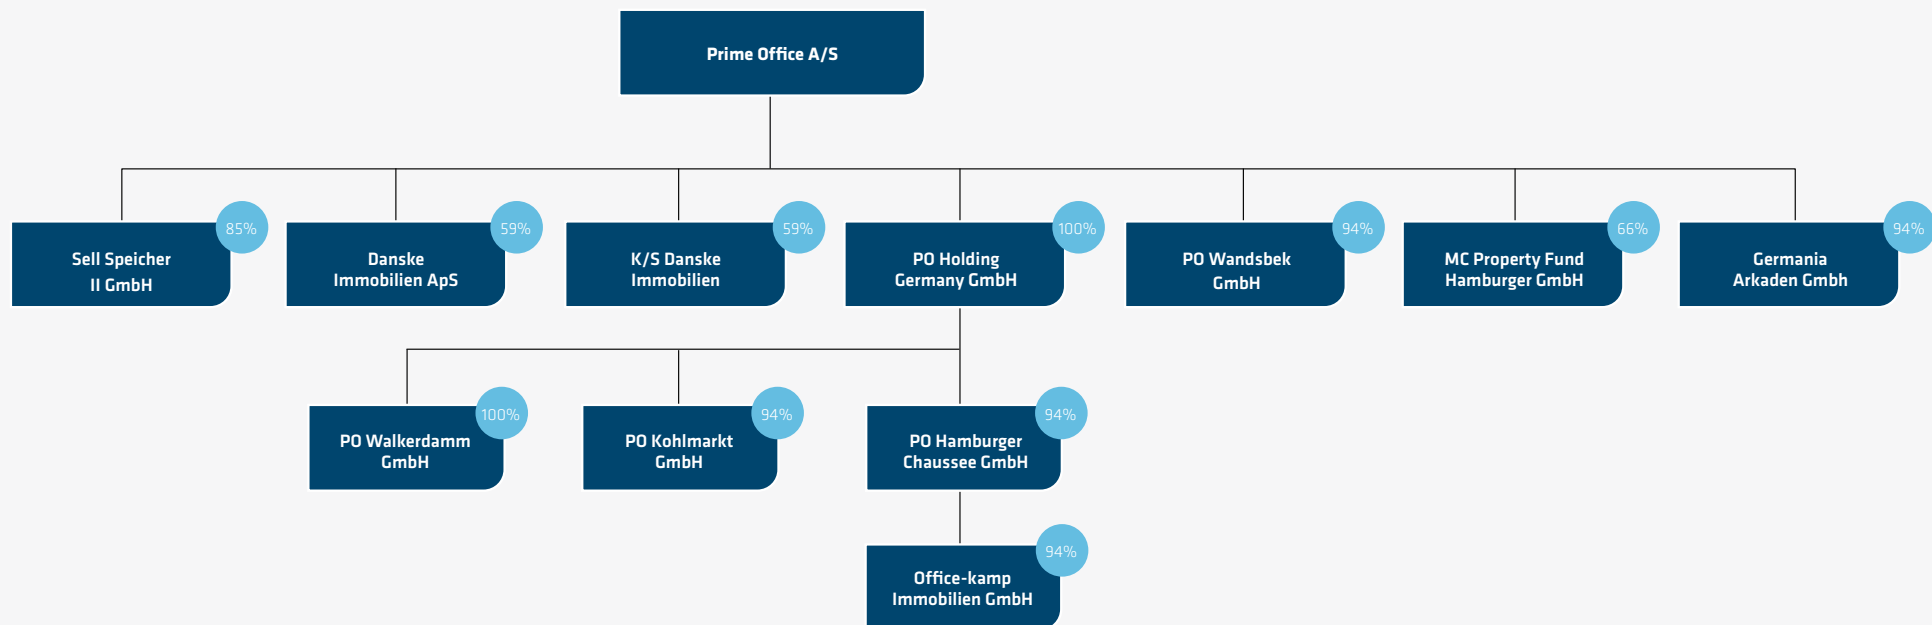 Prime Office A/S
85%
Sell Speicher
II GmbH
59%
Danske
Immobilien ApS
59%
K/S Danske
Immobilien
100%
PO Holding
Germany GmbH
94%
PO Wandsbek
GmbH
66%
MC Property Fund
Hamburger GmbH
94%
Germania
Arkaden Gmbh
100%
PO Walkerdamm
GmbH
94%
PO Kohlmarkt
GmbH
94%
PO Hamburger
Chaussee GmbH
94%
Office-kamp
Immobilien GmbH